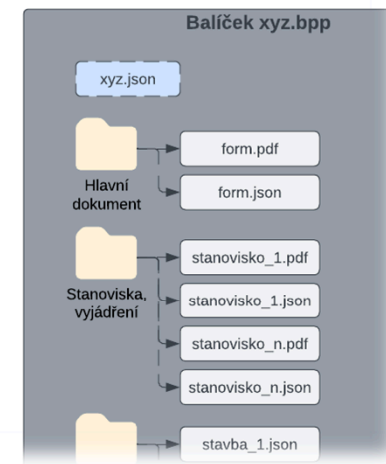 Balíček xyz.bpp
xyz.json
form.pdf
form.json
Hlavní
dokument
stanovisko_1.pdf
stanovisko_1.json
stanovisko_n.pdf
stanovisko_n.json
Stanoviska,
vyjádření
stavba_1.json